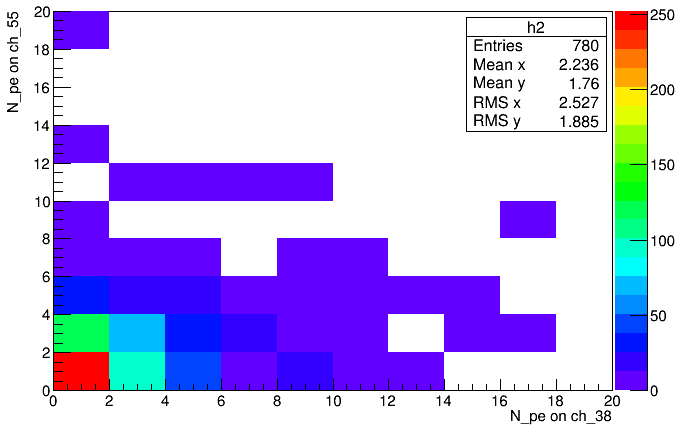 N_pe on ch_55
20
18
16
14
12
10
8
6
4
2
0
h2
Entries 780
Mean x 2.236
Mean y 1.76
RMS x 2.527
RMS y 1.885
250
200
150
100
50
0
0 2 4 6 8 10 12 14 16 18 20
N_pe on ch_38